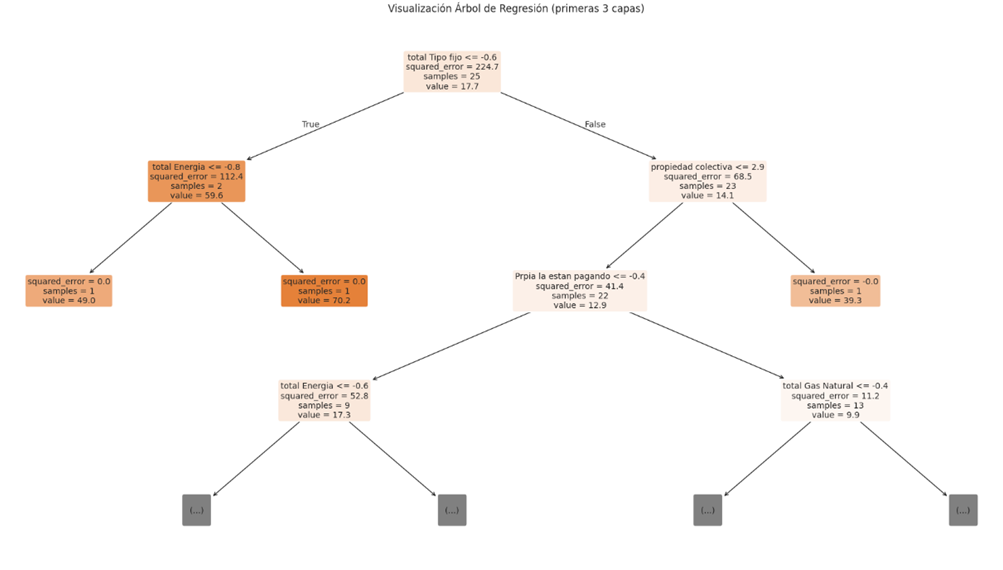 Visualización Árbol de Regresión (primeras 3 capas)
total Tipo fijo <= -0.6
squared_error = 224.7
samples = 25
value = 17.7
True
False
total Energia <= -0.8
squared_error = 112.4
samples = 2
value = 59.6
propiedad colectiva <= 2.9
squared_error = 68.5
samples = 23
value = 14.1
squared_error = 0.0
samples = 1
value = 49.0
squared_error = 0.0
samples = 1
value = 70.2
Prpia la estan pagando <= -0.4
squared_error = 41.4
samples = 22
value = 12.9
squared_error = -0.0
samples = 1
value = 39.3
total Energia <= -0.6
squared_error = 52.8
samples = 9
value = 17.3
total Gas Natural <= -0.4
squared_error = 11.2
samples = 13
value = 9.9
(...)
(...)
(...)
(...)